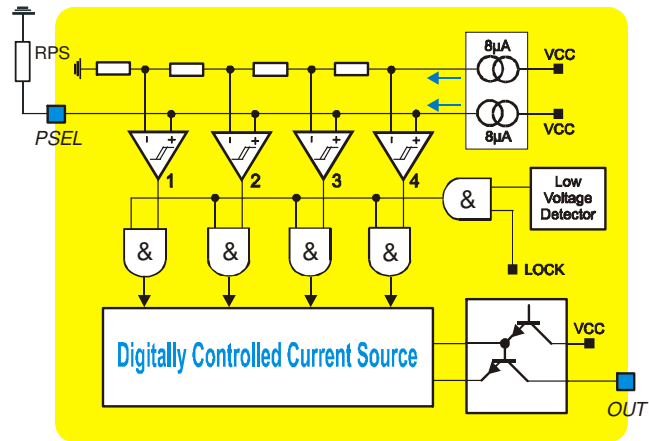 RPS
8µA
VCC
PSEL
8µA
VCC
- +
- +
- +
- +
1
2
3
4
&
Low
Voltage
Detector
&
&
&
&
LOCK
Digitally Controlled Current Source
VCC
OUT